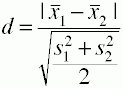 d = | x̄₁ − x̄₂ | / √((s₁² + s₂²) / 2)